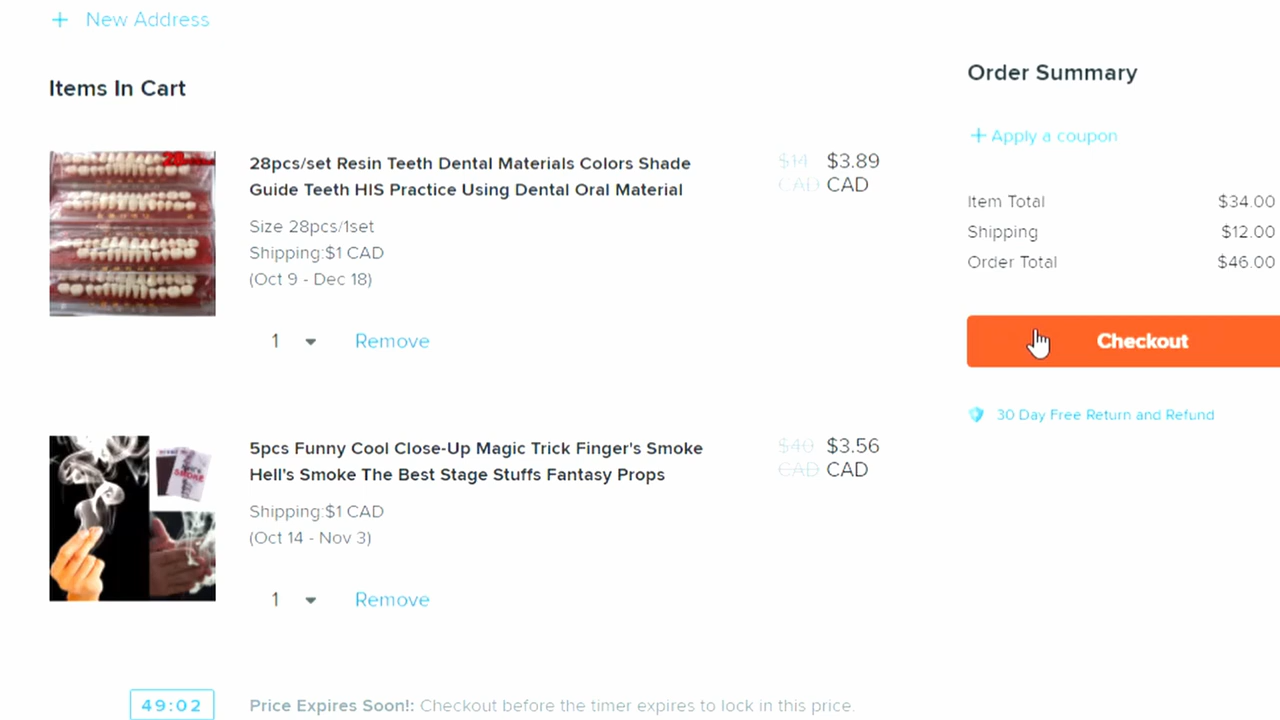 + New Address
Items In Cart
28pcs/set Resin Teeth Dental Materials Colors Shade
Guide Teeth HIS Practice Using Dental Oral Material
$14 $3.89
CAD CAD
Size 28pcs/1set
Shipping:$1 CAD
(Oct 9 - Dec 18)
1 Remove
5pcs Funny Cool Close-Up Magic Trick Finger's Smoke
Hell's Smoke The Best Stage Stuffs Fantasy Props
$40 $3.56
CAD CAD
Shipping:$1 CAD
(Oct 14 - Nov 3)
SMOKE
1 Remove
49:02 Price Expires Soon!: Checkout before the timer expires to lock in this price.
Order Summary
+ Apply a coupon
Item Total $34.00
Shipping $12.00
Order Total $46.00
Checkout
30 Day Free Return and Refund